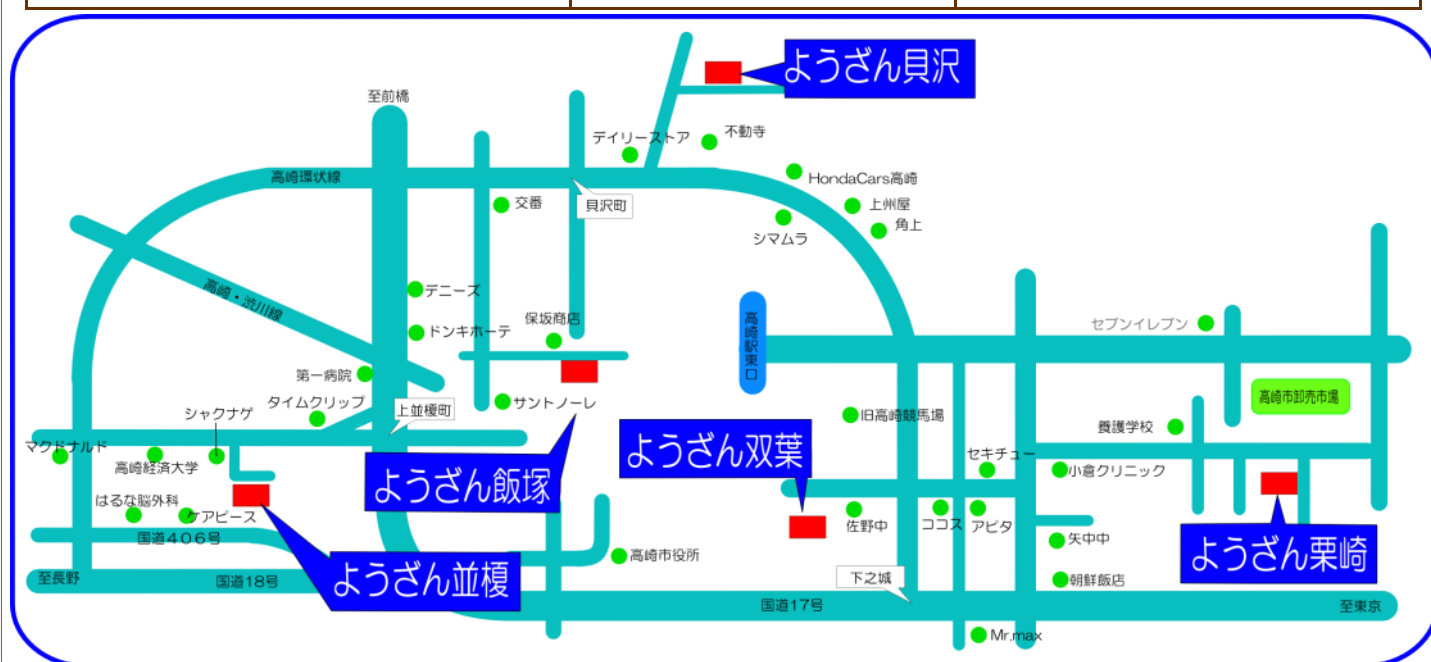 ようざん貝沢
至前橋
デイリーストア
不動寺
高崎環状線
HondaCars高崎
交番
貝沢町
上州屋
角上
シマムラ
高崎・渋川線
デニーズ
ドンキホーテ
保坂商店
高崎駅東口
セブンイレブン
第一病院
タイムクリップ
シャクナゲ
上並榎町
サントノーレ
旧高崎競馬場
高崎市卸売市場
養護学校
マクドナルド
高崎経済大学
ようざん飯塚
ようざん双葉
セキチュー
小倉クリニック
はるな脳外科
ケアピース
佐野中
ココス
アピタ
国道406号
矢中中
ようざん栗崎
高崎市役所
ようざん並榎
至長野
国道18号
下之城
朝鮮飯店
国道17号
至東京
Mr.max